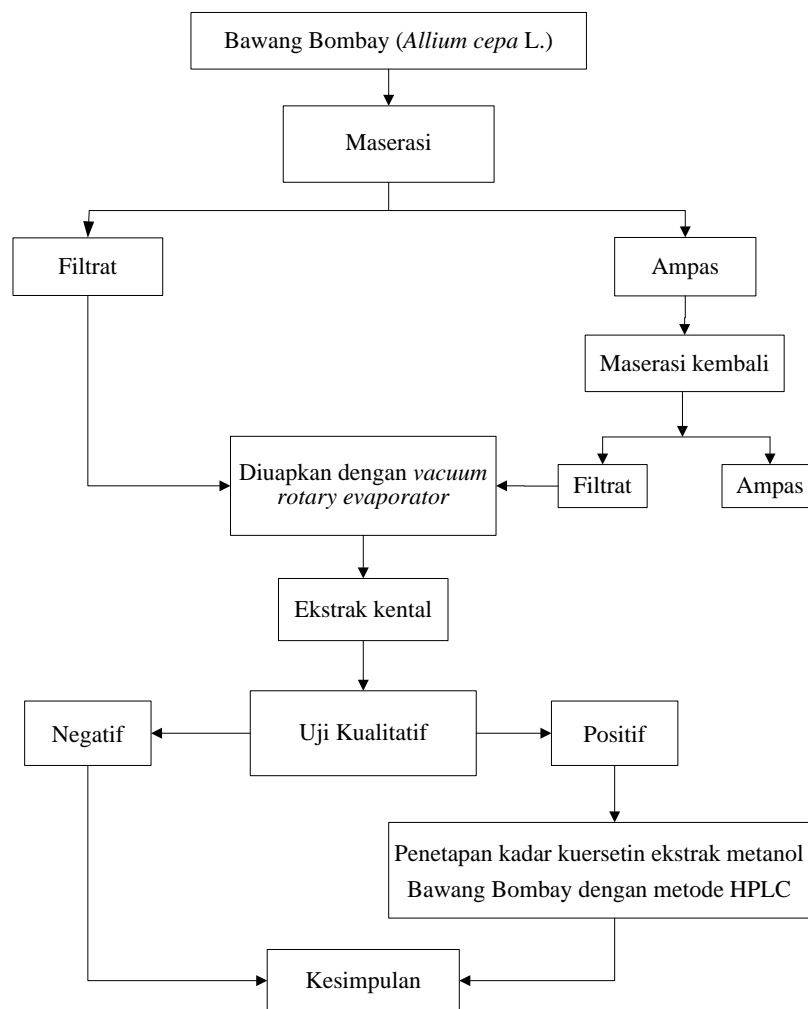 Bawang Bombay (Allium cepa L.)
Maserasi
Filtrat
Ampas
Maserasi kembali
Diuapkan dengan vacuum
rotary evaporator
Filtrat
Ampas
Ekstrak kental
Negatif
Uji Kualitatif
Positif
Penetapan kadar kuersetin ekstrak metanol
Bawang Bombay dengan metode HPLC
Kesimpulan